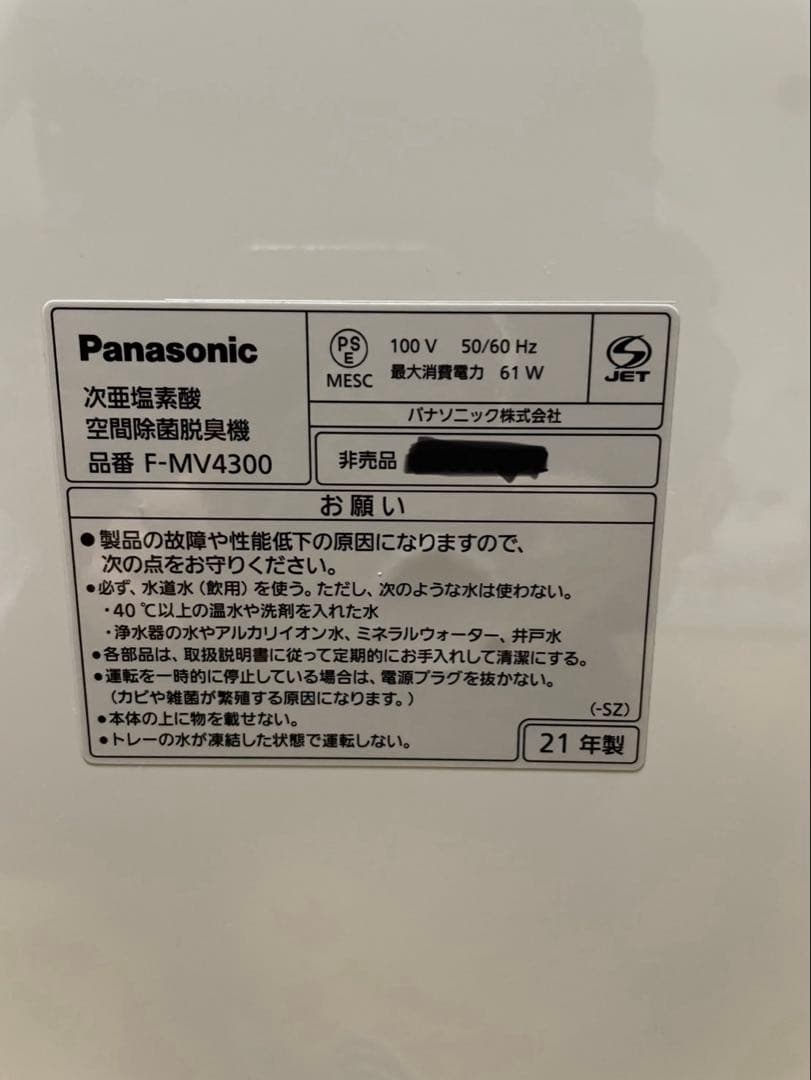 Panasonic
次亜塩素酸
空間除菌脱臭機
品番 F-MV4300
PS
E
MESC
100 V 50/60 Hz
最大消費電力 61 W
JET
パナソニック株式会社
非売品
お願い
●製品の故障や性能低下の原因になりますので、
次の点をお守りください。
●必ず、水道水（飲用）を使う。ただし、次のような水は使わない。
・40 ℃以上の温水や洗剤を入れた水
・浄水器の水やアルカリイオン水、ミネラルウォーター、井戸水
●各部品は、取扱説明書に従って定期的にお手入れして清潔にする。
●運転を一時的に停止している場合は、電源プラグを抜かない。
（カビや雑菌が繁殖する原因になります。）
●本体の上に物を載せない。
●トレーの水が凍結した状態で運転しない。
(-SZ)
21 年製